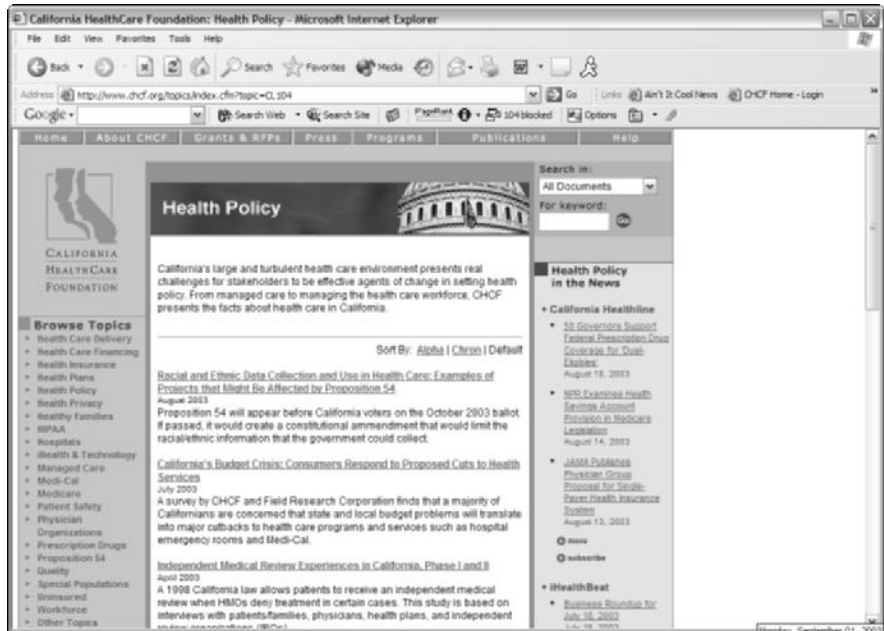 California HealthCare Foundation: Health Policy - Microsoft Internet Explorer
File Edit View Favorites Tools Help
Back Search Favorites Media
Address http://www.chcf.org/topics/index.cfm?topic=CL104 Go Links Ain't It Cool News CHCF Home - Login
Google Search Web Search Site PageRank 104 blocked Options
Home About CHCF Grants & RFPs Press Programs Publications Help
CALIFORNIA
HEALTHCARE
FOUNDATION
Browse Topics
Health Care Delivery
Health Care Financing
Health Insurance
Health Plans
Health Policy
Health Privacy
Healthy Families
HIPAA
Hospitals
iHealth & Technology
Managed Care
Medi-Cal
Medicare
Patient Safety
Physician
Organizations
Prescription Drugs
Proposition 54
Quality
Special Populations
Uninsured
Workforce
Other Topics
Health Policy
California's large and turbulent health care environment presents real
challenges for stakeholders to be effective agents of change in setting health
policy. From managed care to managing the health care workforce, CHCF
presents the facts about health care in California.
Sort By: Alpha | Chron | Default
Racial and Ethnic Data Collection and Use in Health Care: Examples of
Projects that Might Be Affected by Proposition 54
August 2003
Proposition 54 will appear before California voters on the October 2003 ballot.
If passed, it would create a constitutional ammendment that would limit the
racial/ethnic information that the government could collect.
California's Budget Crisis: Consumers Respond to Proposed Cuts to Health
Services
July 2003
A survey by CHCF and Field Research Corporation finds that a majority of
Californians are concerned that state and local budget problems will translate
into major cutbacks to health care programs and services such as hospital
emergency rooms and Medi-Cal.
Independent Medical Review Experiences in California, Phase I and II
April 2003
A 1998 California law allows patients to receive an independent medical
review when HMOs deny treatment in certain cases. This study is based on
interviews with patients/families, physicians, health plans, and independent
review organizations (IROs).
Search in:
All Documents
For keyword:
Go
Health Policy
in the News
California Healthline
50 Governors Support
Federal Prescription Drug
Coverage for 'Dual-
Eligibles'
August 18, 2003
NPR Examines Health
Savings Account
Provision in Medicare
Legislation
August 14, 2003
JAMA Publishes
Physician Group
Proposal for Single-
Payer Health Insurance
System
August 13, 2003
more
subscribe
iHealthBeat
Business Roundup for
July 18, 2003
July 18, 2003
Monday, September 01, 2003